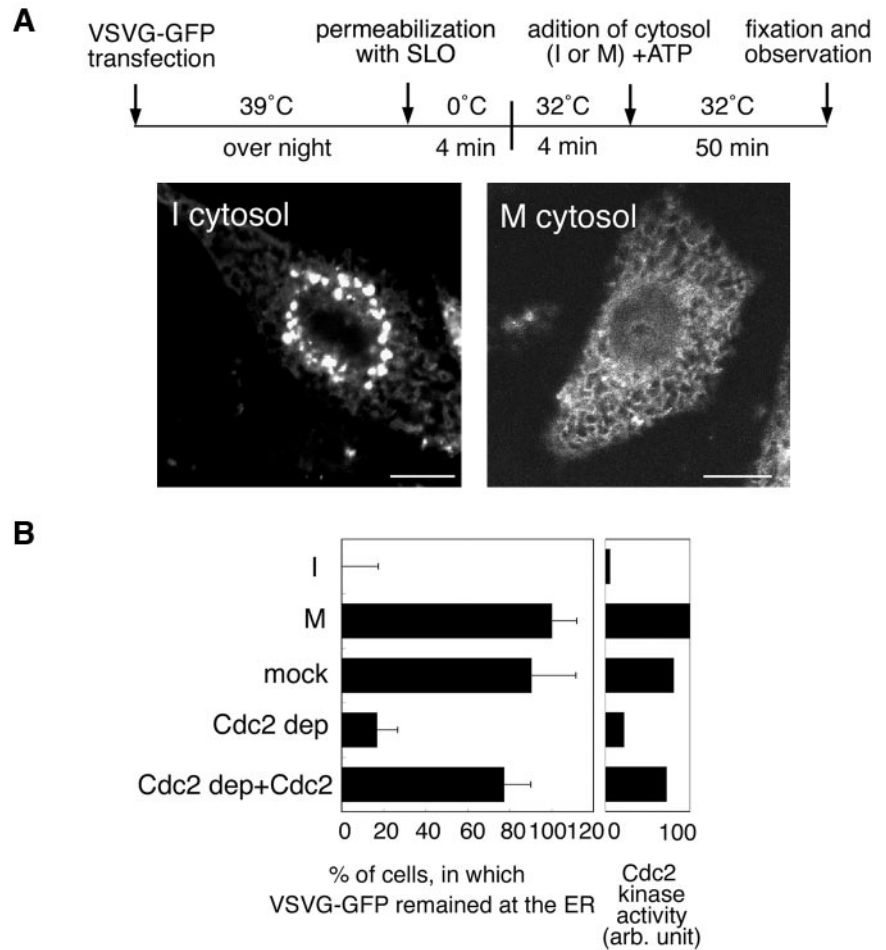 A
VSVG-GFP
transfection
permeabilization
with SLO
adition of cytosol
(I or M) +ATP
fixation and
observation
39°C
0°C
32°C
32°C
over night
4 min
4 min
50 min
I cytosol
M cytosol
B
I
M
mock
Cdc2 dep
Cdc2 dep+Cdc2
0 20 40 60 80 100 120
0 100
% of cells, in which
VSVG-GFP remained at the ER
Cdc2
kinase
activity
(arb. unit)